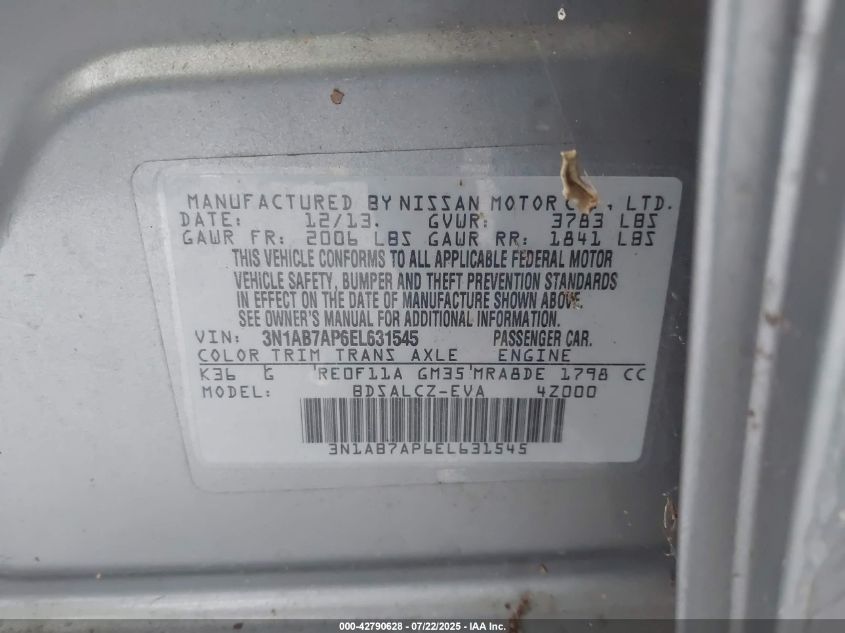 MANUFACTURED BY NISSAN MOTOR CO., LTD.
DATE: 12/13. GVWR: 3783 LBS
GAWR FR: 2006 LBS GAWR RR: 1841 LBS
THIS VEHICLE CONFORMS TO ALL APPLICABLE FEDERAL MOTOR
VEHICLE SAFETY, BUMPER AND THEFT PREVENTION STANDARDS
IN EFFECT ON THE DATE OF MANUFACTURE SHOWN ABOVE.
SEE OWNER'S MANUAL FOR ADDITIONAL INFORMATION.
VIN: 3N1AB7AP6EL631545 PASSENGER CAR.
COLOR TRIM TRANS AXLE ENGINE
K36 G RE0F11A GM35 MRA8DE 1798 CC
MODEL: BDSALCZ-EVA 4Z000
3N1AB7AP6EL631545
000-42790628 - 07/22/2025 - IAA Inc.